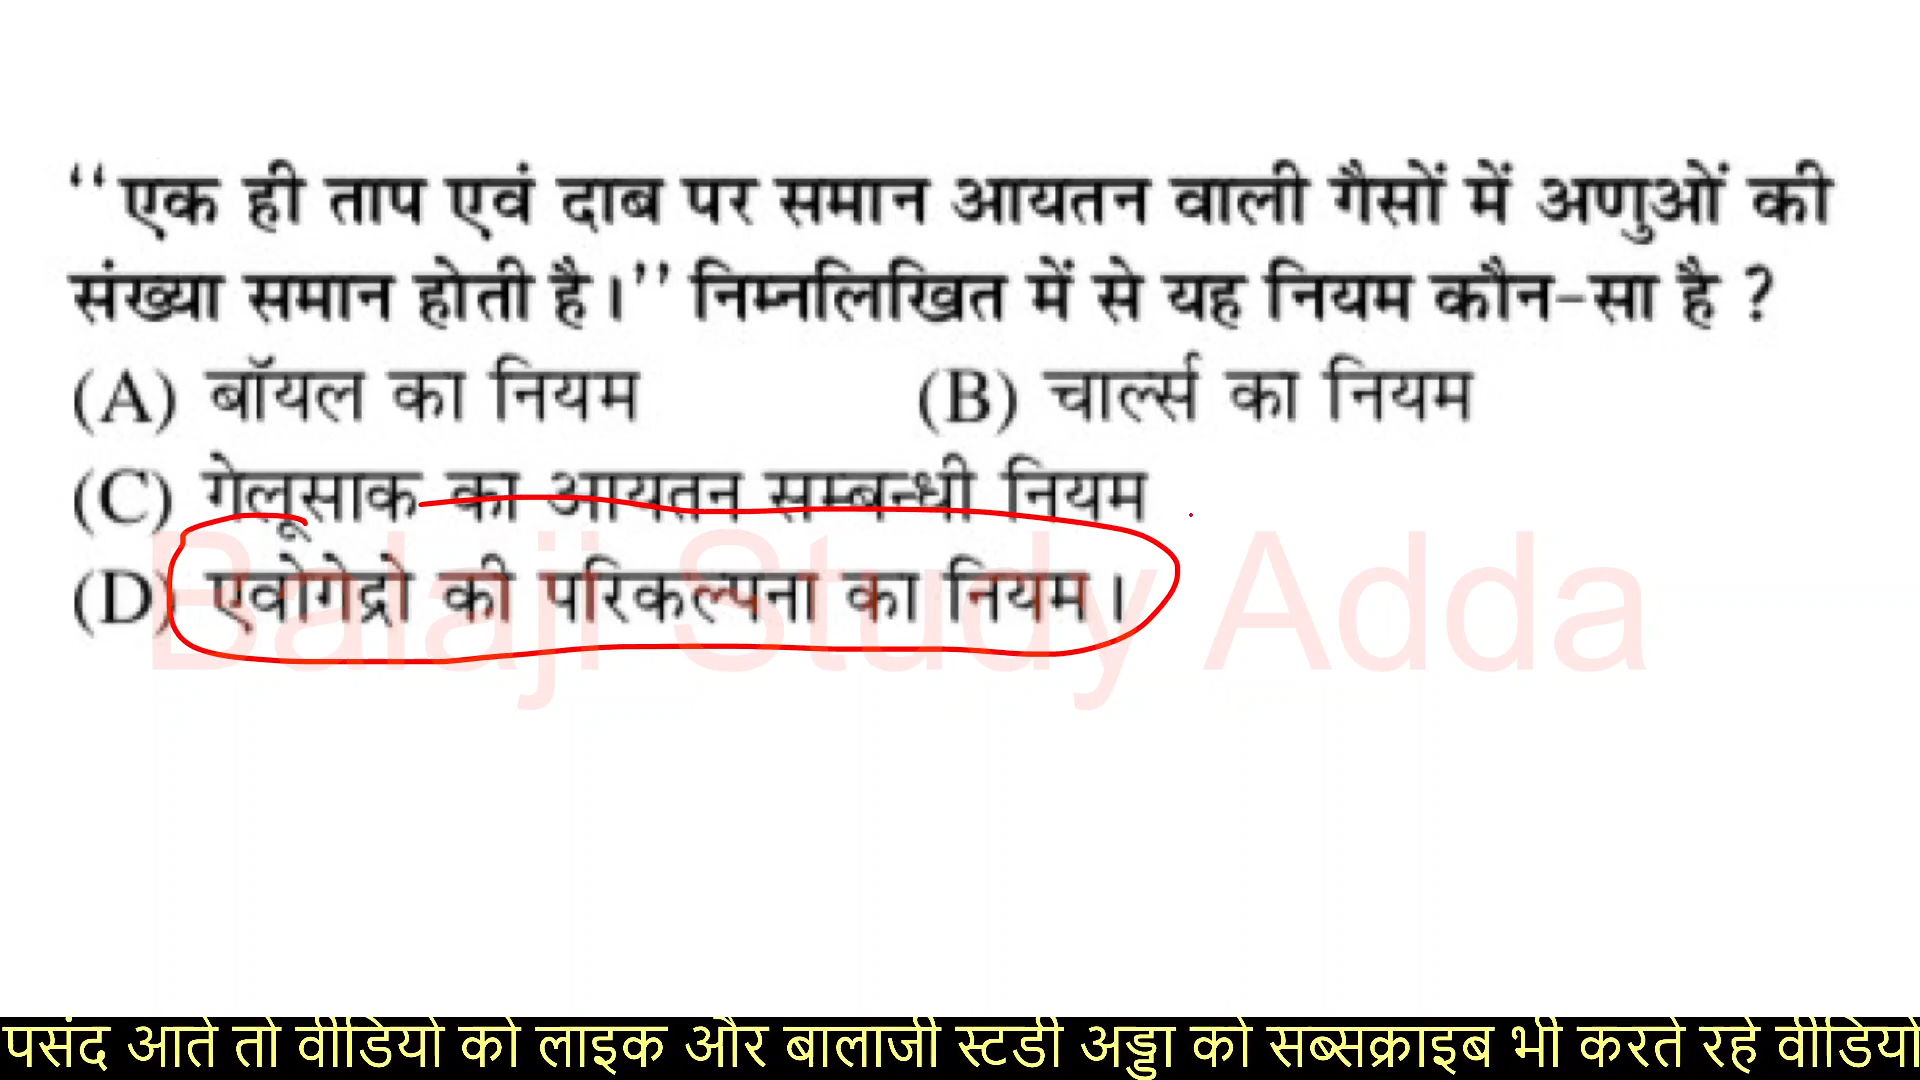 “एक ही ताप एवं दाब पर समान आयतन वाली गैसों में अणुओं की
संख्या समान होती है।” निम्नलिखित में से यह नियम कौन-सा है ?
(A) बॉयल का नियम (B) चार्ल्स का नियम
(C) गेलूसाक का आयतन सम्बन्धी नियम
(D) एवोगेद्रो की परिकल्पना का नियम।
Balaji Study Adda
पसंद आते तो वीडियो को लाइक और बालाजी स्टडी अड्डा को सब्सक्राइब भी करते रहे वीडियो